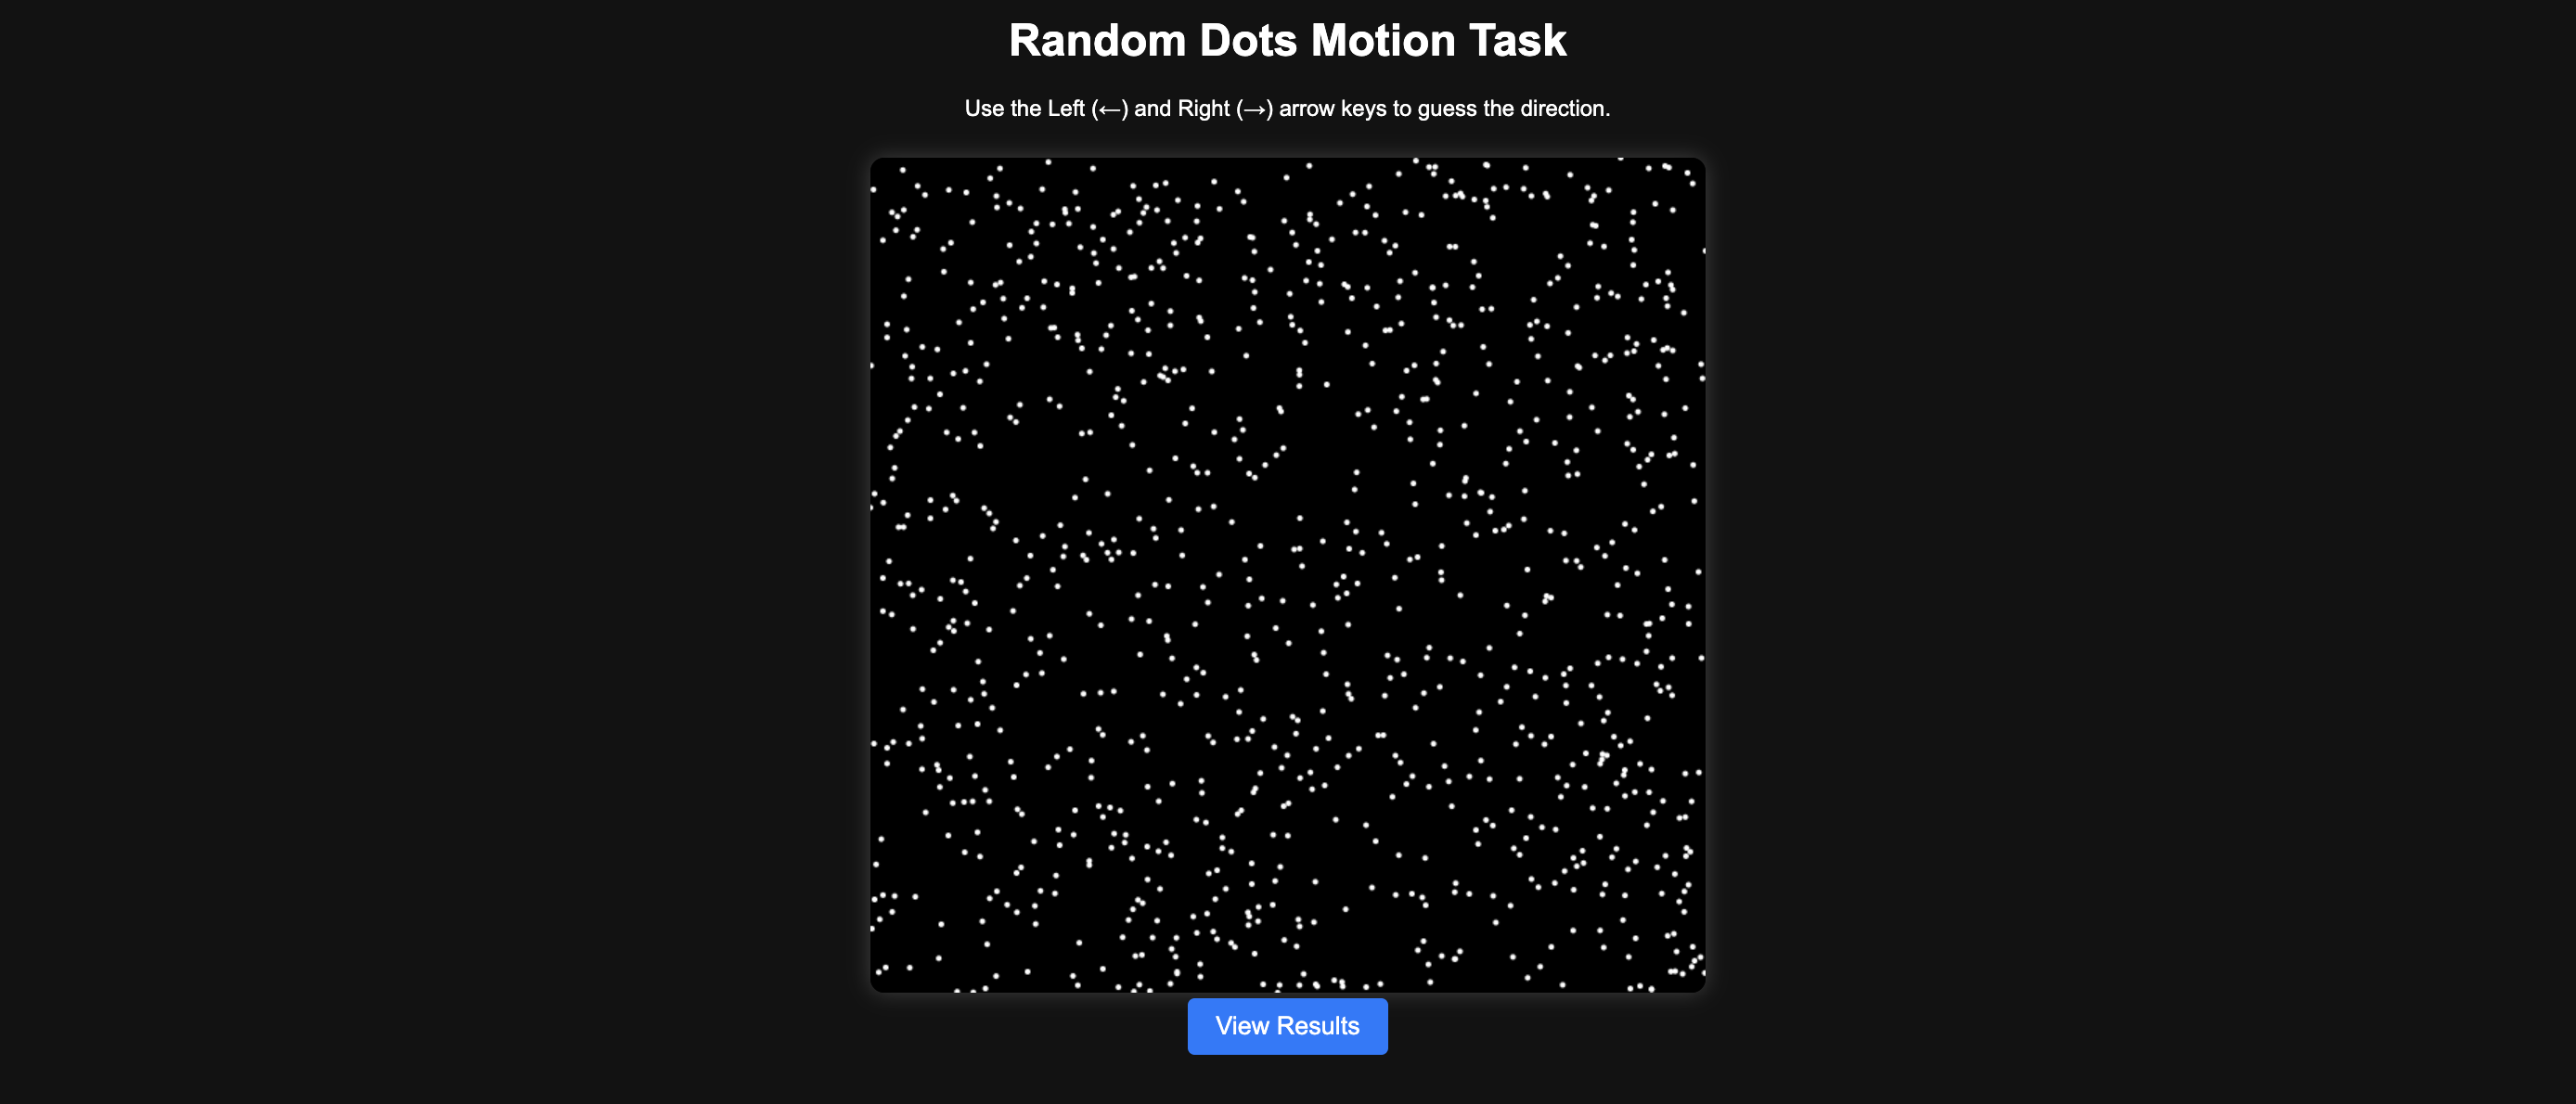 Random Dots Motion Task
Use the Left (←) and Right (→) arrow keys to guess the direction.
View Results